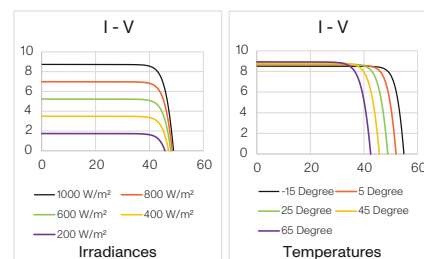 I - V
10
8
6
4
2
0
0 20 40 60
1000 W/m² 800 W/m²
600 W/m² 400 W/m²
200 W/m²
Irradiances
I - V
10
8
6
4
2
0
0 20 40 60
-15 Degree 5 Degree
25 Degree 45 Degree
65 Degree
Temperatures